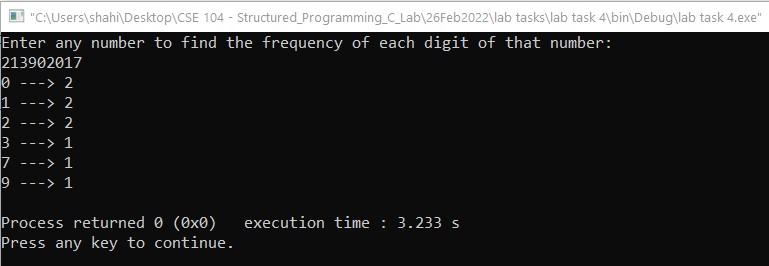 "C:\Users\shahi\Desktop\CSE 104 - Structured_Programming_C_Lab\26Feb2022\lab tasks\lab task 4\bin\Debug\lab task 4.exe"
Enter any number to find the frequency of each digit of that number:
213902017
0 ---> 2
1 ---> 2
2 ---> 2
3 ---> 1
7 ---> 1
9 ---> 1
Process returned 0 (0x0)   execution time : 3.233 s
Press any key to continue.